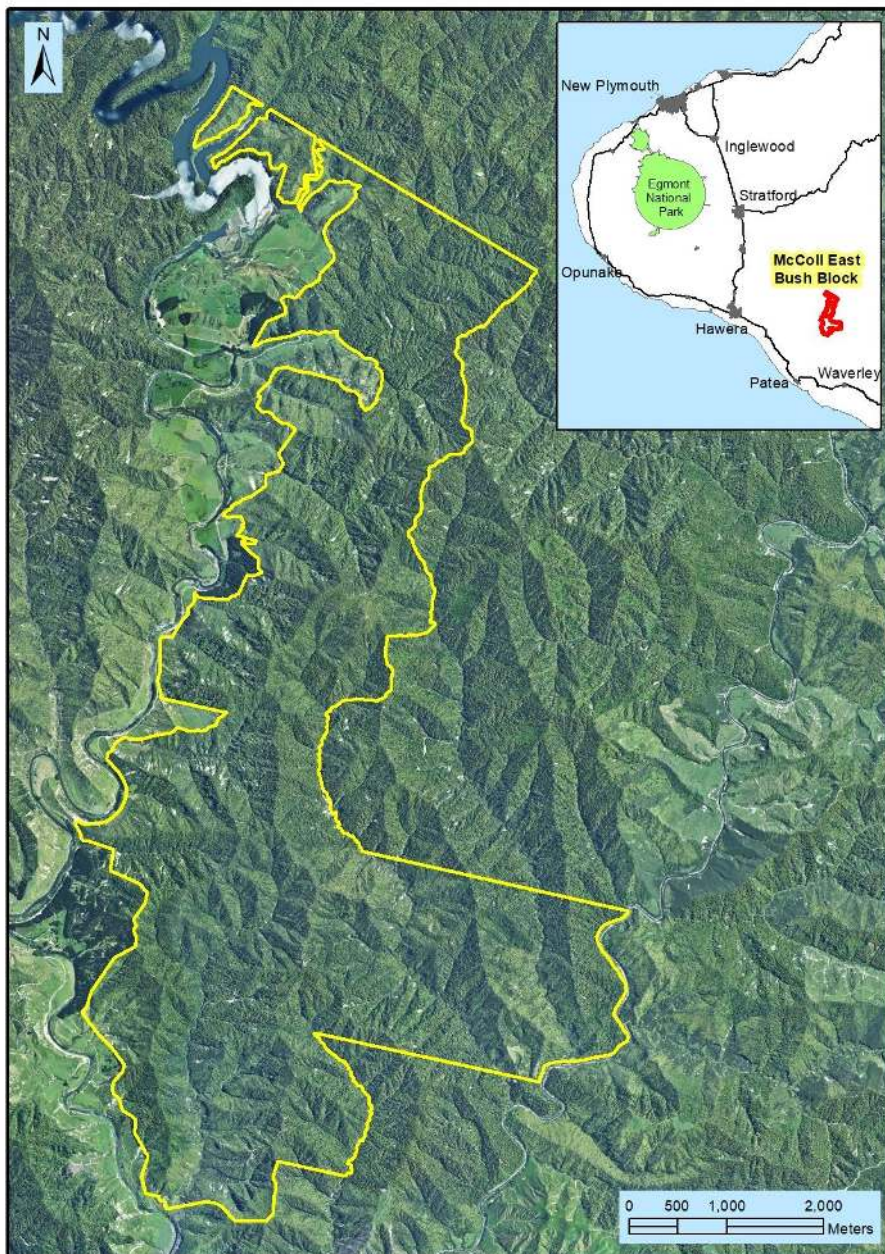 N
New Plymouth
Inglewood
Egmont
National
Park
Stratford
Opunake
McColl East
Bush Block
Hawera
Patea
Waverley
0 500 1,000 2,000
Meters